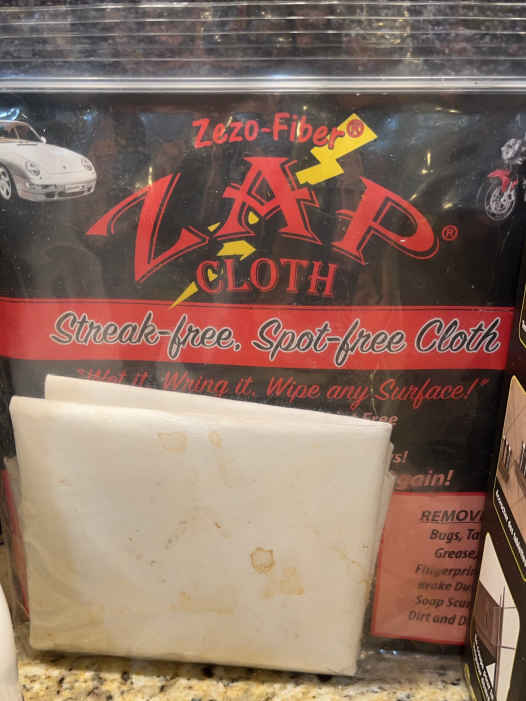 Zezo-Fiber®
ZAP®
CLOTH
Streak-free, Spot-free Cloth
"Wet it, Wring it, Wipe any Surface!"
Free
gain!
REMOV
Bugs, Ta
Grease,
Fingerprin
Brake Du
Soap Scu
Dirt and D